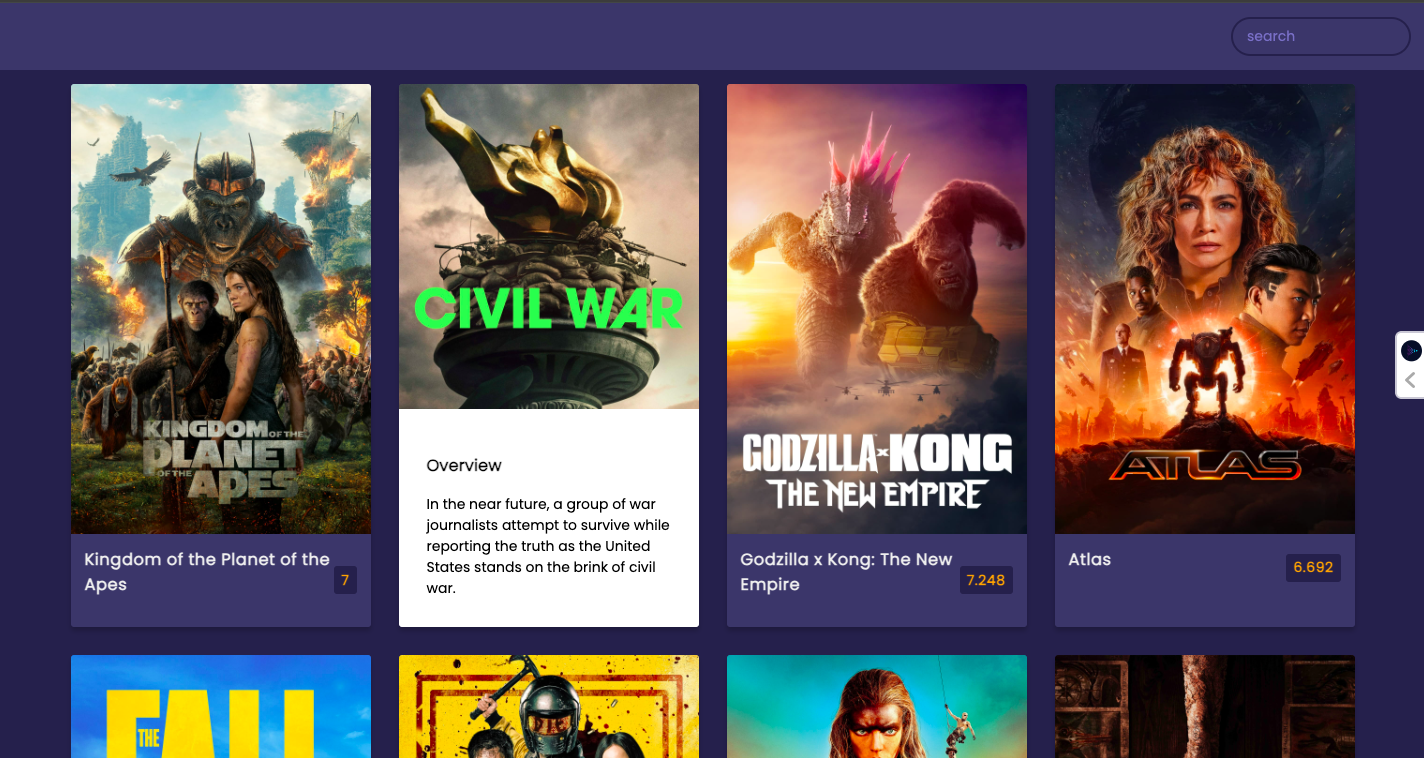 search
CIVIL WAR
KINGDOM OF THE
PLANET
OF THE
APES
Overview
In the near future, a group of war
journalists attempt to survive while
reporting the truth as the United
States stands on the brink of civil
war.
GODZILLA x KONG
THE NEW EMPIRE
ATLAS
Kingdom of the Planet of the
Apes
7
Godzilla x Kong: The New
Empire
7.248
Atlas
6.692
THE
FALL